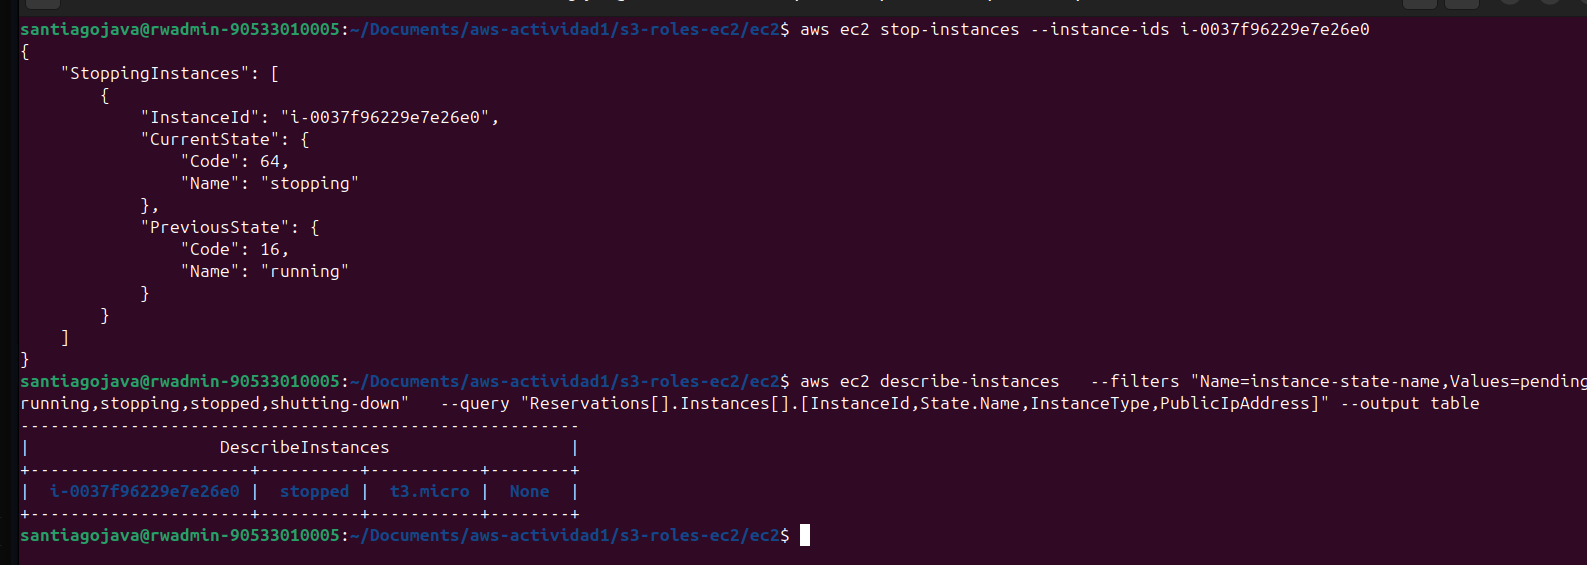 santiagojava@rwadmin-90533010005:~/Documents/aws-actividad1/s3-roles-ec2/ec2$ aws ec2 stop-instances --instance-ids i-0037f96229e7e26e0
{
    "StoppingInstances": [
        {
            "InstanceId": "i-0037f96229e7e26e0",
            "CurrentState": {
                "Code": 64,
                "Name": "stopping"
            },
            "PreviousState": {
                "Code": 16,
                "Name": "running"
            }
        }
    ]
}
santiagojava@rwadmin-90533010005:~/Documents/aws-actividad1/s3-roles-ec2/ec2$ aws ec2 describe-instances   --filters "Name=instance-state-name,Values=pending
running,stopping,stopped,shutting-down"   --query "Reservations[].Instances[].[InstanceId,State.Name,InstanceType,PublicIpAddress]" --output table
--------------------------------------------------------
|                   DescribeInstances                  |
+----------------------+----------+-----------+--------+
|  i-0037f96229e7e26e0 |  stopped |  t3.micro |  None  |
+----------------------+----------+-----------+--------+
santiagojava@rwadmin-90533010005:~/Documents/aws-actividad1/s3-roles-ec2/ec2$